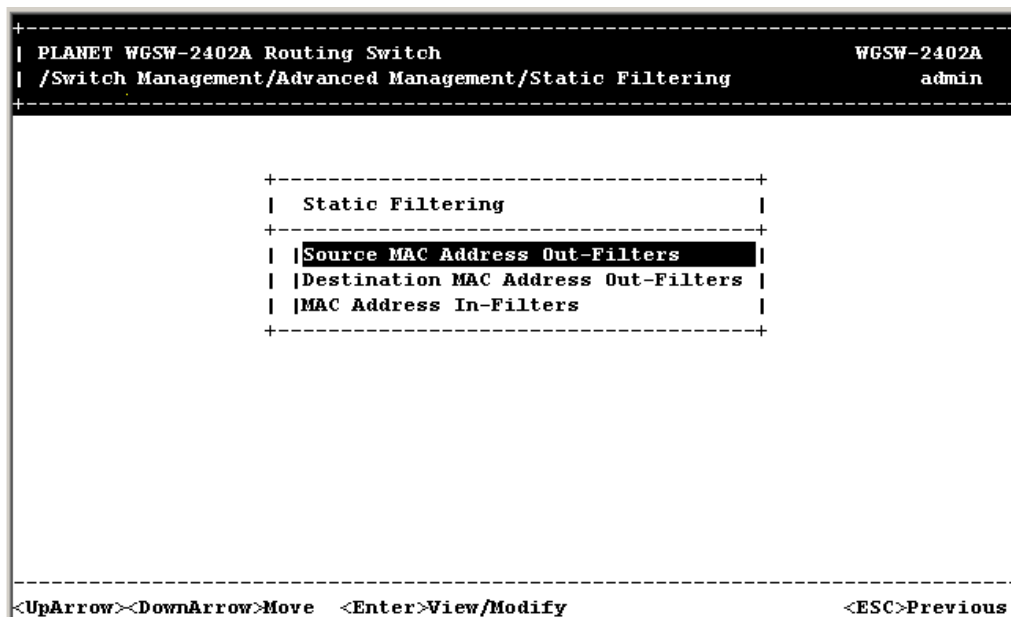 PLANET WGSW-2402A Routing Switch WGSW-2402A
/Switch Management/Advanced Management/Static Filtering admin
Static Filtering
Source MAC Address Out-Filters
Destination MAC Address Out-Filters
MAC Address In-Filters
<UpArrow><DownArrow>Move <Enter>View/Modify <ESC>Previous